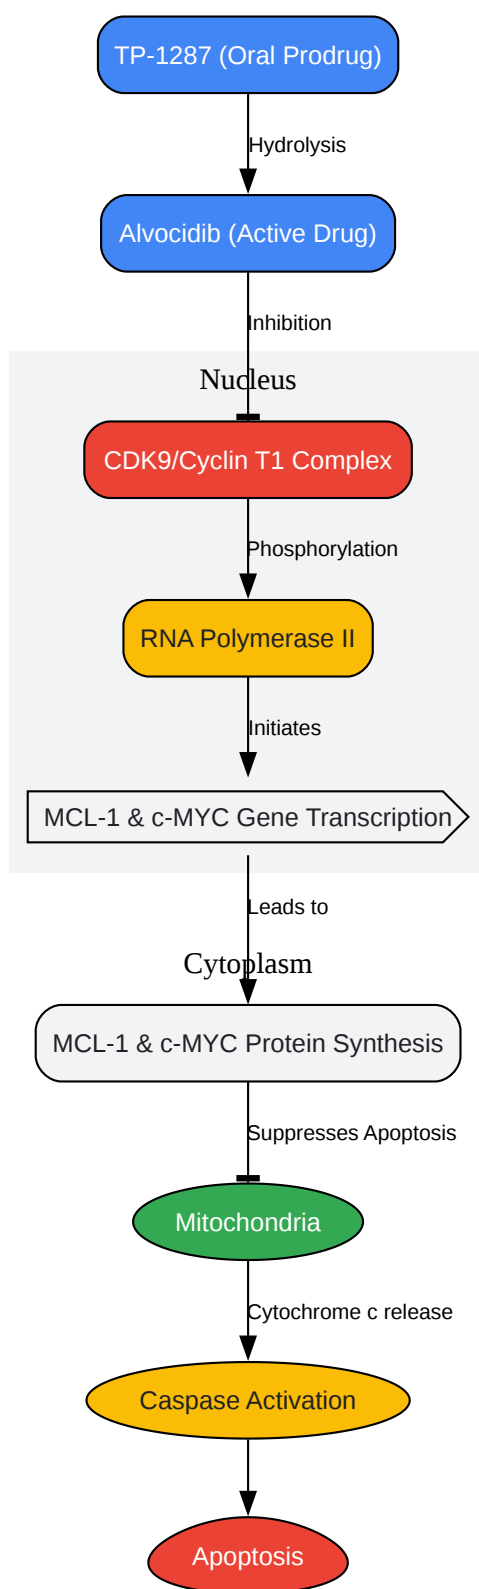 TP-1287 (Oral Prodrug)
Hydrolysis
Alvocidib (Active Drug)
Inhibition
Nucleus
CDK9/Cyclin T1 Complex
Phosphorylation
RNA Polymerase II
Initiates
MCL-1 & c-MYC Gene Transcription
Leads to
Cytoplasm
MCL-1 & c-MYC Protein Synthesis
Suppresses Apoptosis
Mitochondria
Cytochrome c release
Caspase Activation
Apoptosis